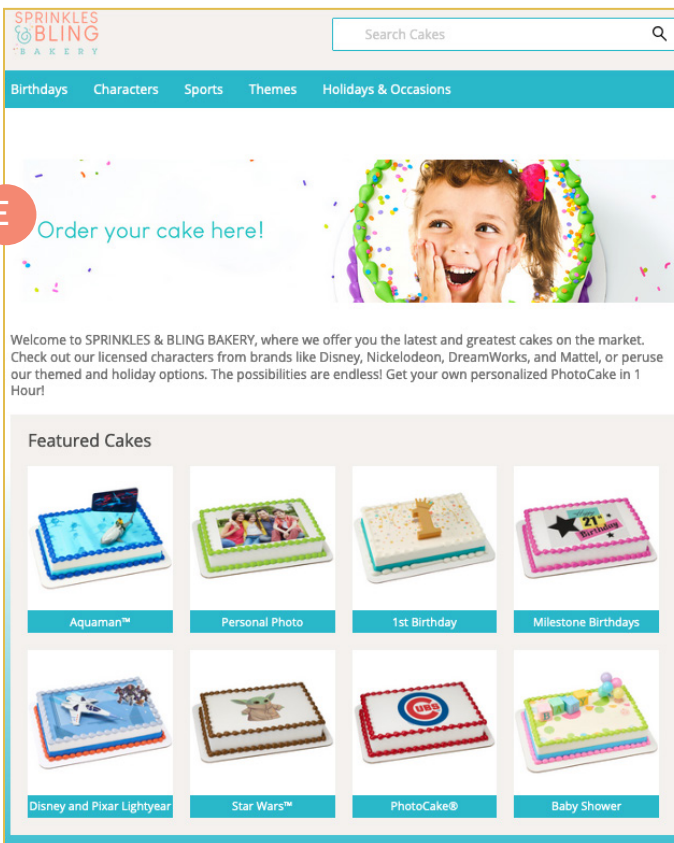 SPRINKLES
& BLING
BAKERY
Search Cakes
Birthdays Characters Sports Themes Holidays & Occasions
E
Order your cake here!
Welcome to SPRINKLES & BLING BAKERY, where we offer you the latest and greatest cakes on the market.
Check out our licensed characters from brands like Disney, Nickelodeon, DreamWorks, and Mattel, or peruse
our themed and holiday options. The possibilities are endless! Get your own personalized PhotoCake in 1
Hour!
Featured Cakes
1
21st
Birthday
Aquaman™ Personal Photo 1st Birthday Milestone Birthdays
CUBS
Disney and Pixar Lightyear Star Wars™ PhotoCake® Baby Shower